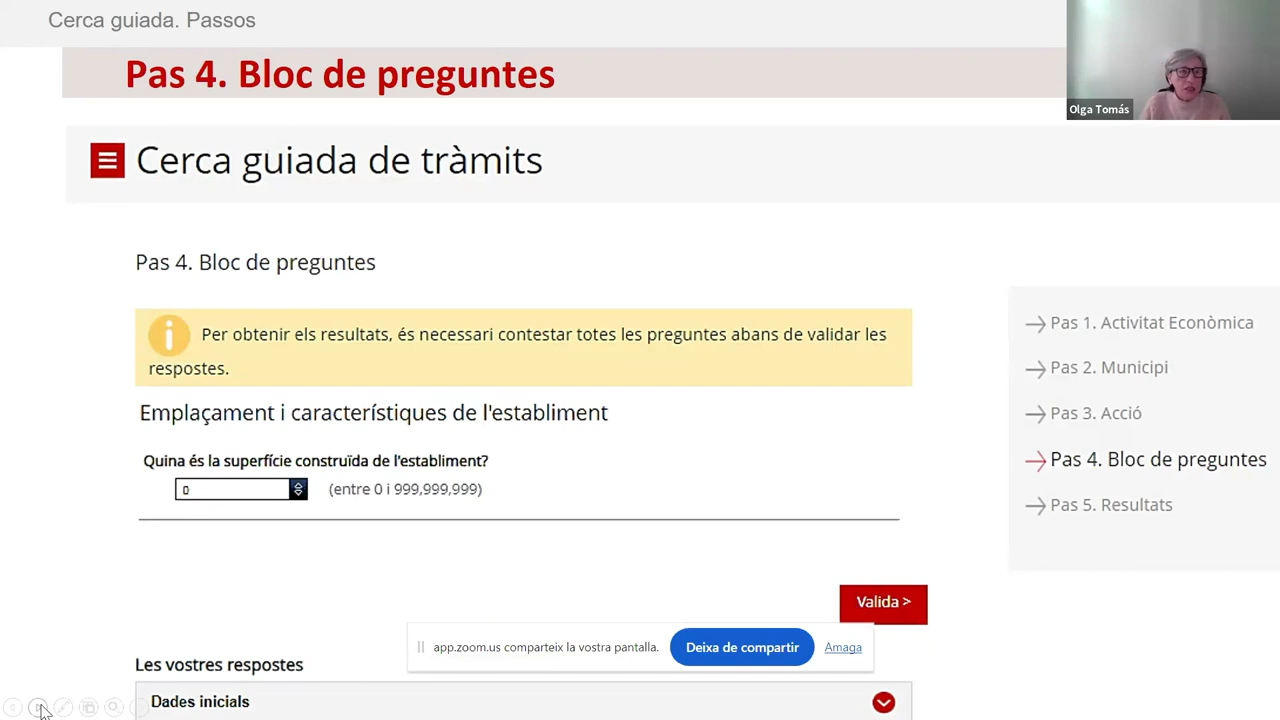 Cerca guiada. Passos
Pas 4. Bloc de preguntes
Olga Tomás
Cerca guiada de tràmits
Pas 4. Bloc de preguntes
Per obtenir els resultats, és necessari contestar totes les preguntes abans de validar les
respostes.
Emplaçament i característiques de l'establiment
Quina és la superfície construïda de l'establiment?
0 (entre 0 i 999,999,999)
Valida >
Pas 1. Activitat Econòmica
Pas 2. Municipi
Pas 3. Acció
Pas 4. Bloc de preguntes
Pas 5. Resultats
app.zoom.us comparteix la vostra pantalla. Deixa de compartir Amaga
Les vostres respostes
Dades inicials